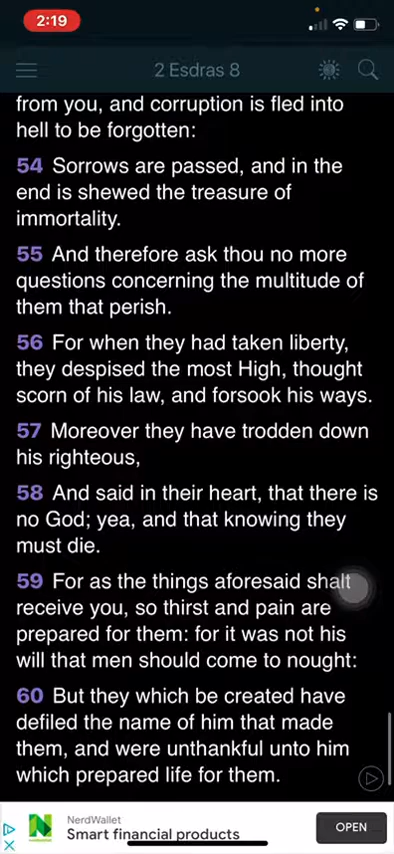 2:19
2 Esdras 8
from you, and corruption is fled into
hell to be forgotten:
54 Sorrows are passed, and in the
end is shewed the treasure of
immortality.
55 And therefore ask thou no more
questions concerning the multitude of
them that perish.
56 For when they had taken liberty,
they despised the most High, thought
scorn of his law, and forsook his ways.
57 Moreover they have trodden down
his righteous,
58 And said in their heart, that there is
no God; yea, and that knowing they
must die.
59 For as the things aforesaid shalt
receive you, so thirst and pain are
prepared for them: for it was not his
will that men should come to nought:
60 But they which be created have
defiled the name of him that made
them, and were unthankful unto him
which prepared life for them.
NerdWallet
Smart financial products
OPEN